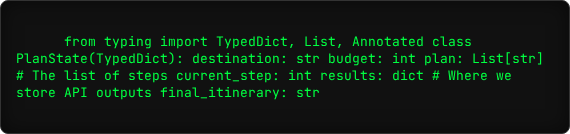 from typing import TypedDict, List, Annotated class
PlanState(TypedDict): destination: str budget: int plan: List[str]
# The list of steps current_step: int results: dict # Where we
store API outputs final_itinerary: str